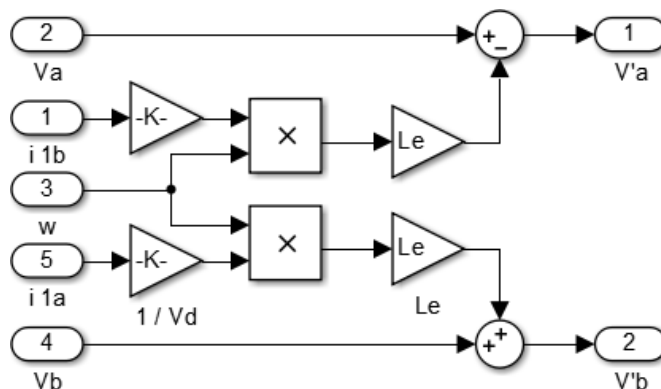 2
Va
+
−
1
V'a
1
i 1b
-K-
×
Le
3
w
5
i 1a
-K-
1 / Vd
×
Le
Le
4
Vb
+
+
2
V'b